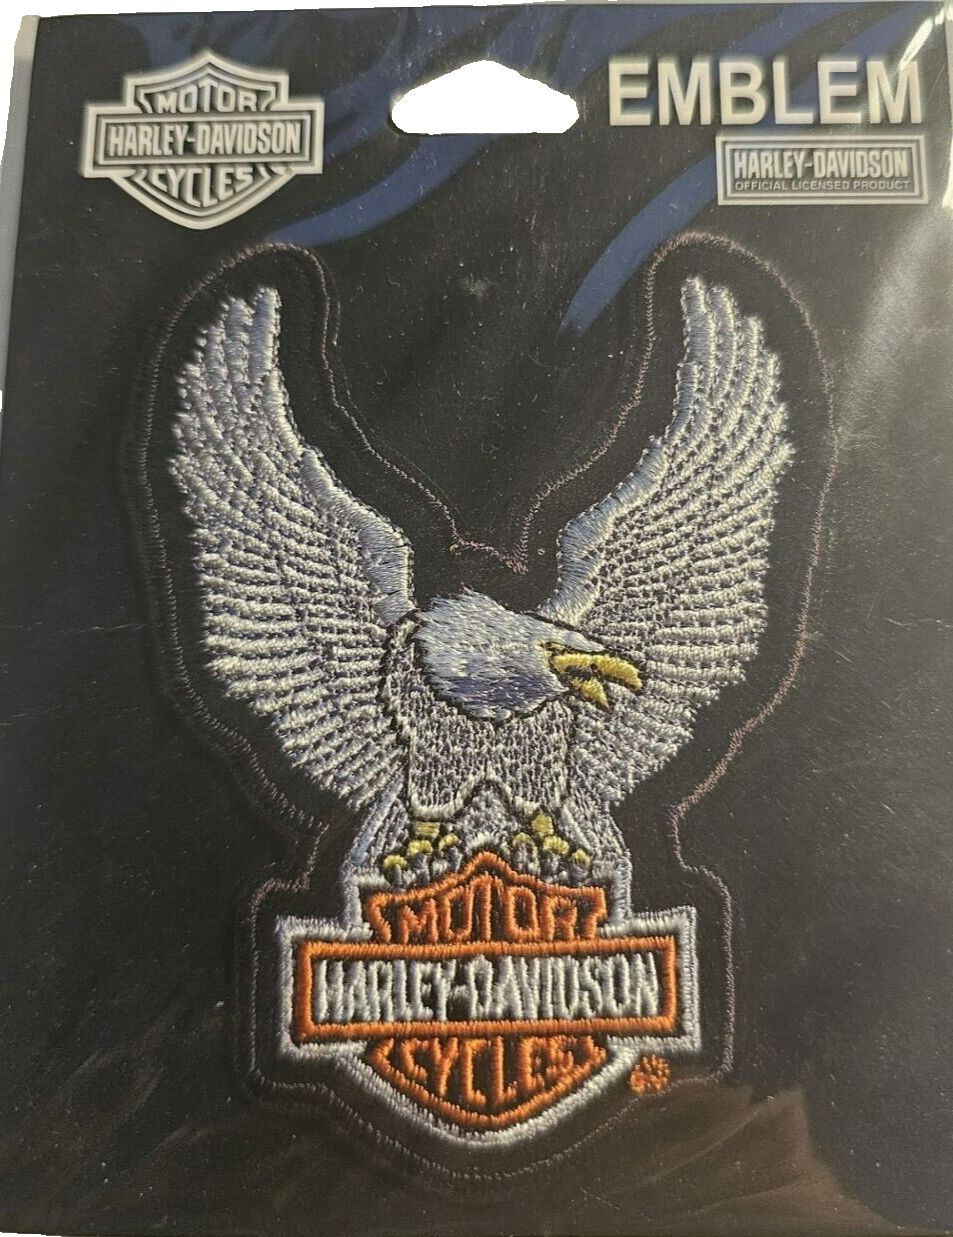 MOTOR
HARLEY-DAVIDSON
CYCLES
EMBLEM
HARLEY-DAVIDSON
OFFICIAL LICENSED PRODUCT
MOTOR
HARLEY-DAVIDSON
CYCLES